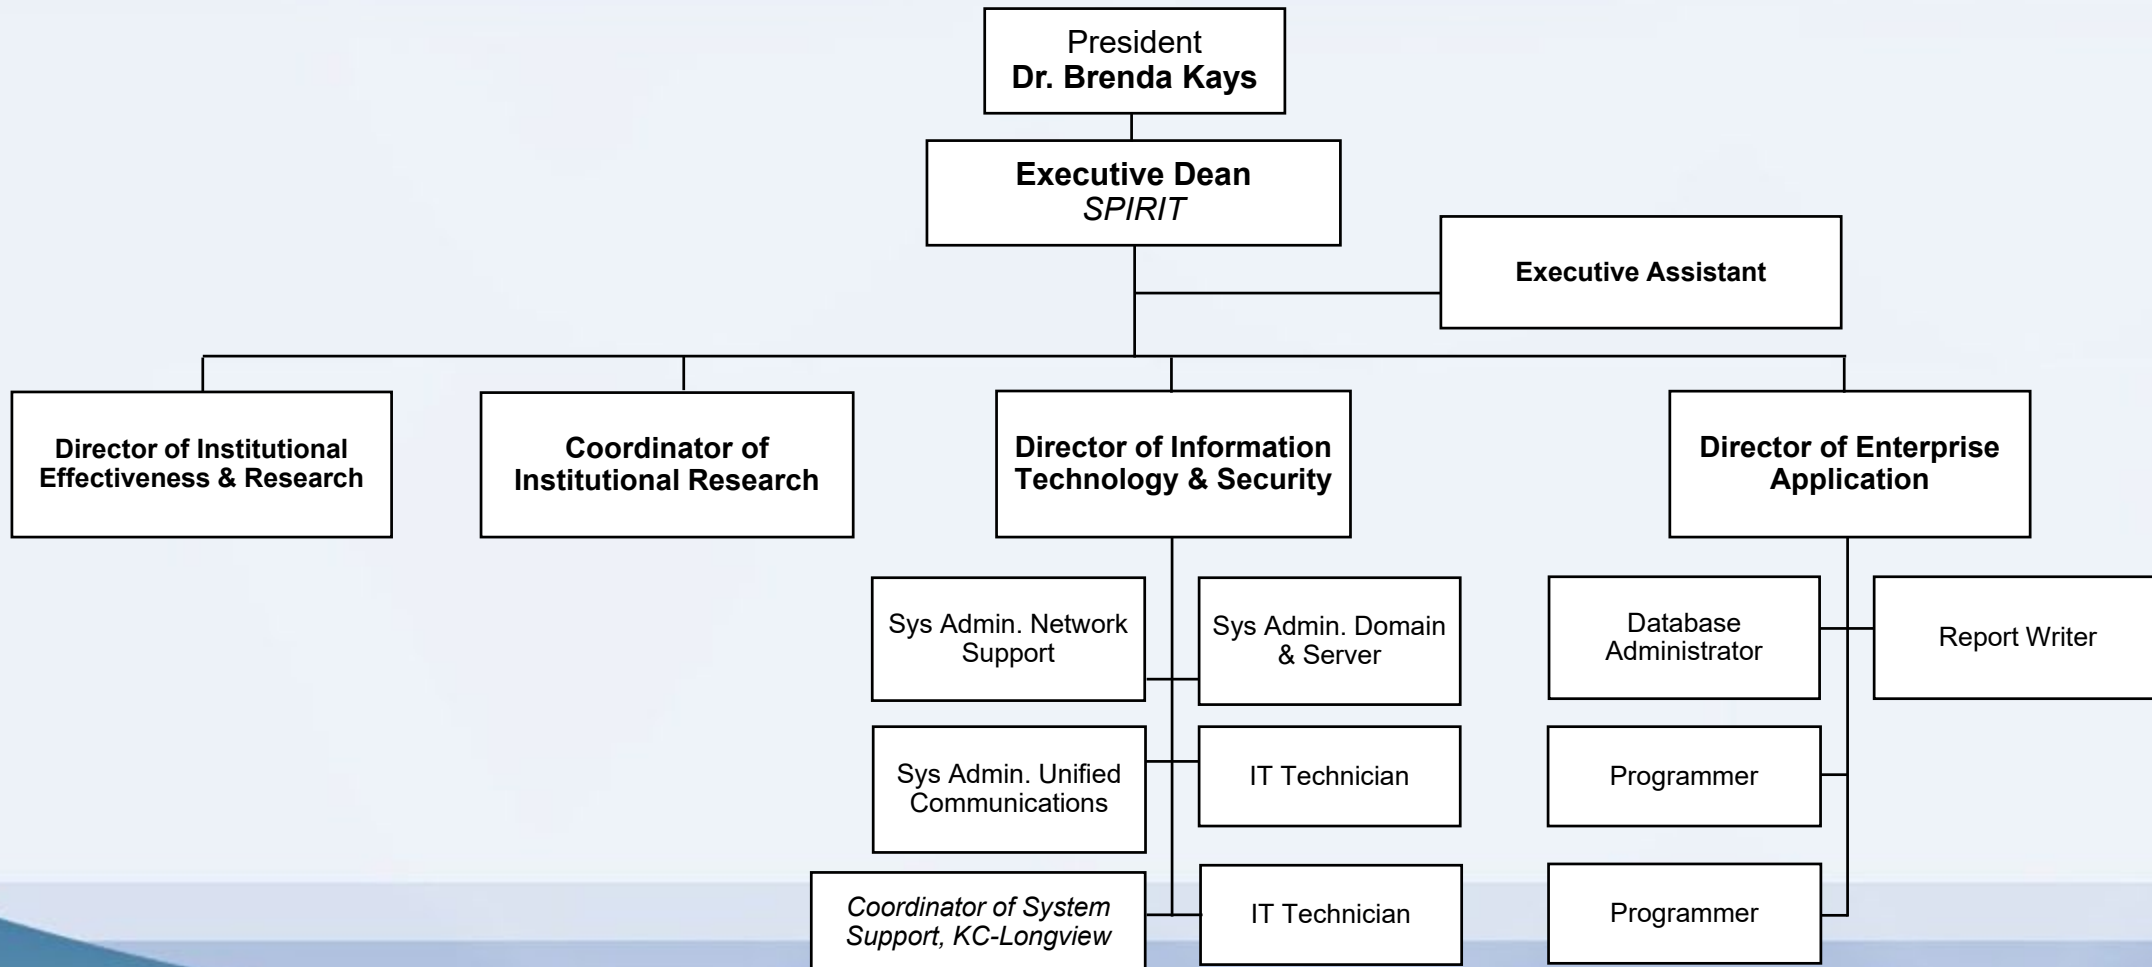 President
Dr. Brenda Kays
Executive Dean
SPIRIT
Executive Assistant
Director of Institutional
Effectiveness & Research
Coordinator of
Institutional Research
Director of Information
Technology & Security
Director of Enterprise
Application
Sys Admin. Network
Support
Sys Admin. Domain
& Server
Database
Administrator
Report Writer
Sys Admin. Unified
Communications
IT Technician
Programmer
Coordinator of System
Support, KC-Longview
IT Technician
Programmer